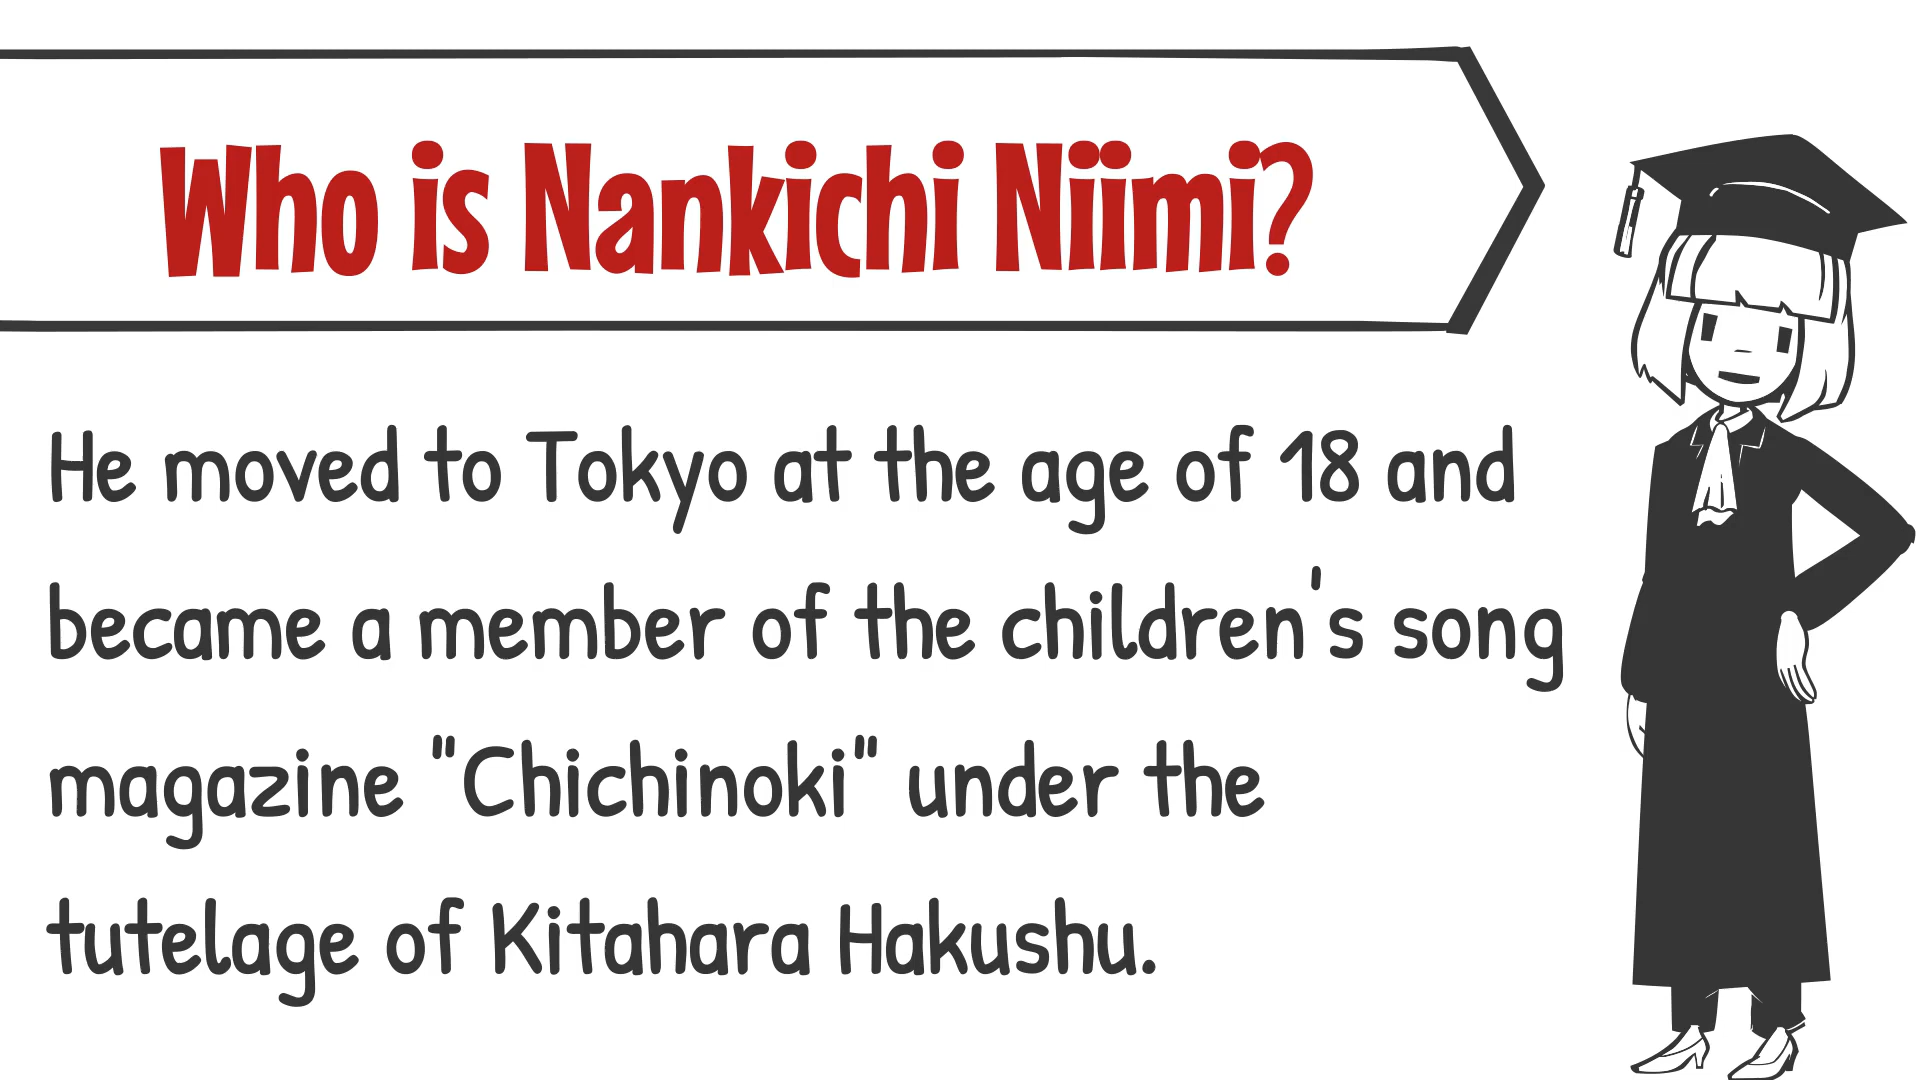 Who is Nankichi Niimi?
He moved to Tokyo at the age of 18 and
became a member of the children's song
magazine "Chichinoki" under the
tutelage of Kitahara Hakushu.